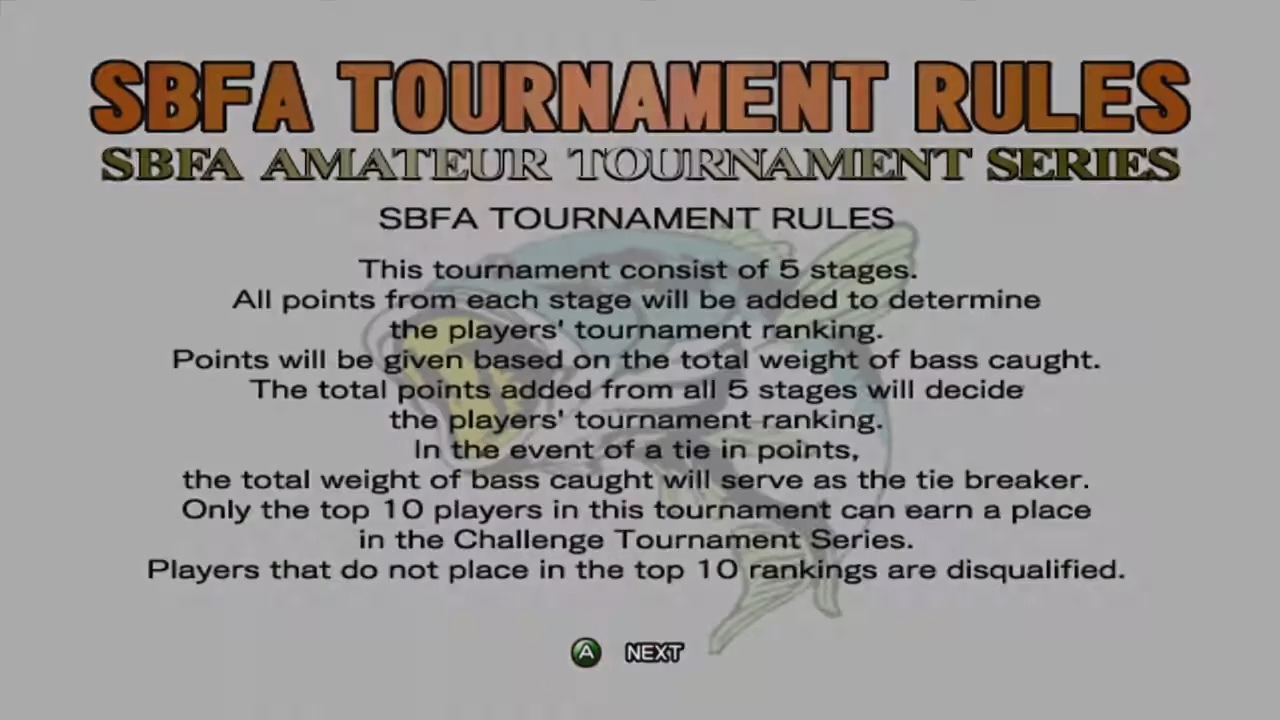 SBFA TOURNAMENT RULES
SBFA AMATEUR TOURNAMENT SERIES
SBFA TOURNAMENT RULES
This tournament consist of 5 stages.
All points from each stage will be added to determine
the players' tournament ranking.
Points will be given based on the total weight of bass caught.
The total points added from all 5 stages will decide
the players' tournament ranking.
In the event of a tie in points,
the total weight of bass caught will serve as the tie breaker.
Only the top 10 players in this tournament can earn a place
in the Challenge Tournament Series.
Players that do not place in the top 10 rankings are disqualified.
A NEXT